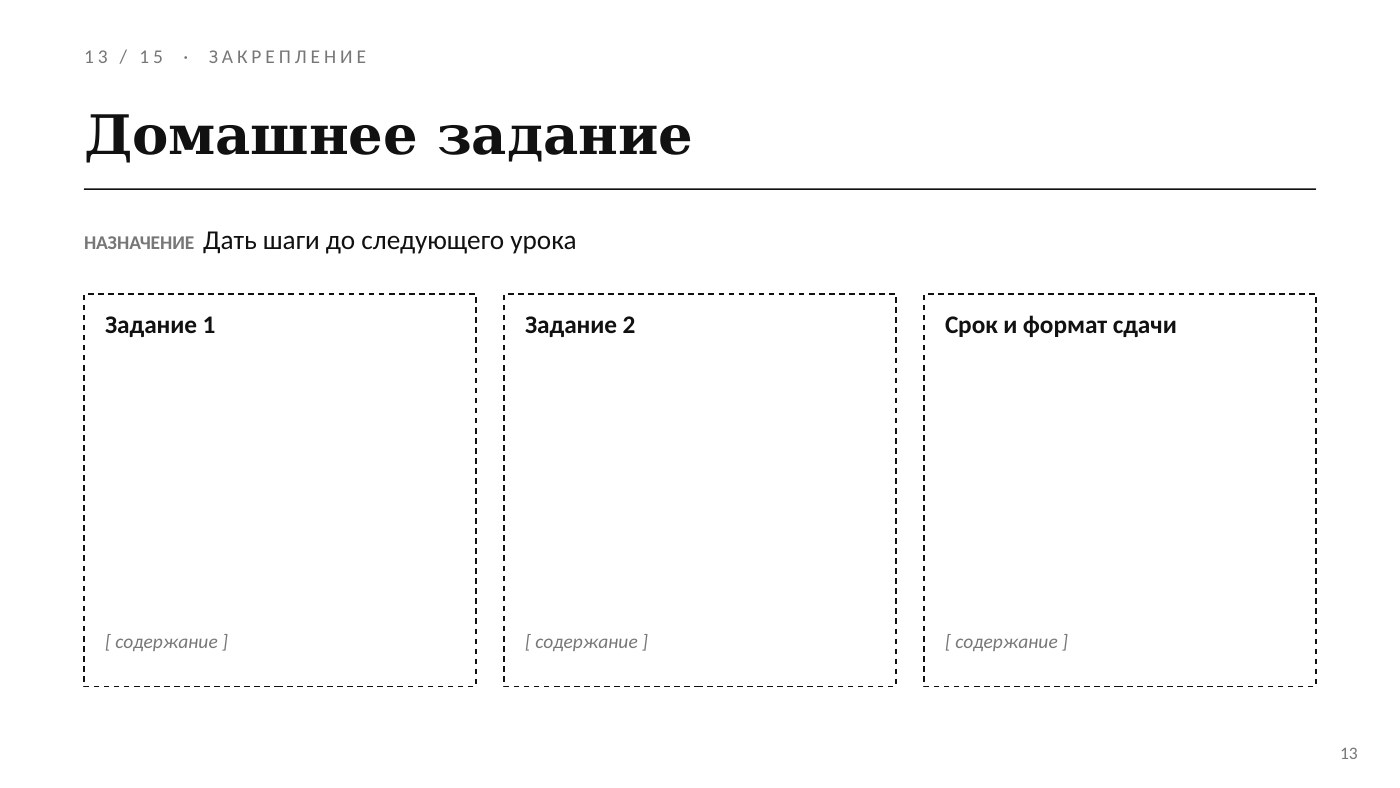 13 / 15 · ЗАКРЕПЛЕНИЕ
Домашнее задание
НАЗНАЧЕНИЕ Дать шаги до следующего урока
Задание 1
Задание 2
Срок и формат сдачи
[ содержание ]
[ содержание ]
[ содержание ]
13